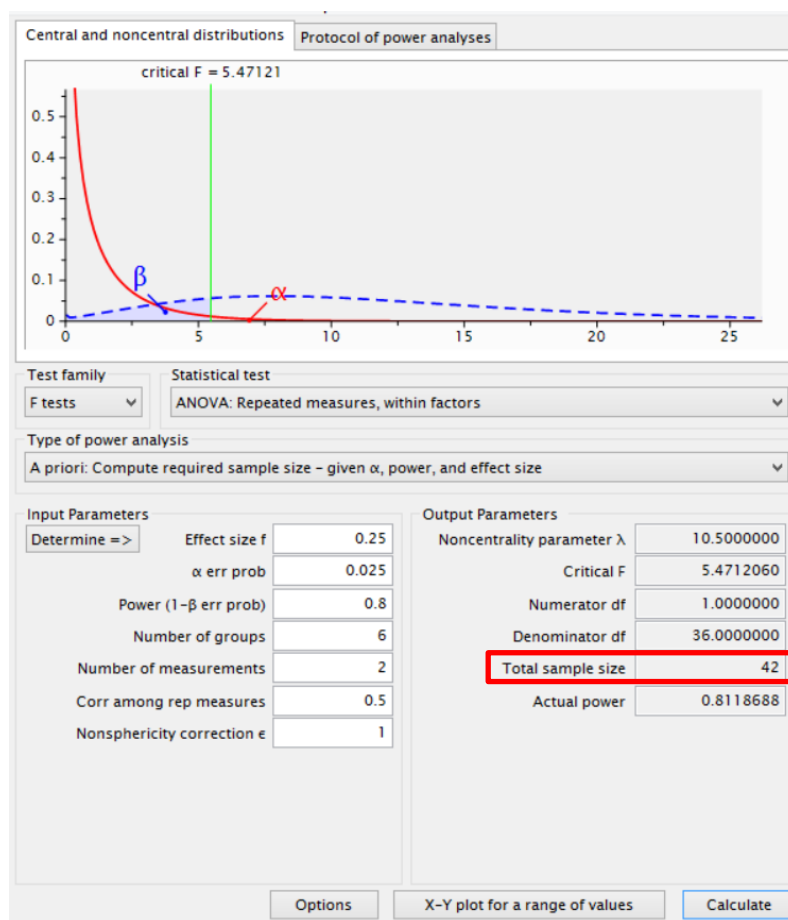 Central and noncentral distributions Protocol of power analyses
critical F = 5.47121
0.5
0.4
0.3
0.2
0.1
0
β
α
0 5 10 15 20 25
Test family Statistical test
F tests ANOVA: Repeated measures, within factors
Type of power analysis
A priori: Compute required sample size – given α, power, and effect size
Input Parameters Output Parameters
Determine => Effect size f 0.25 Noncentrality parameter λ 10.5000000
α err prob 0.025 Critical F 5.4712060
Power (1-β err prob) 0.8 Numerator df 1.0000000
Number of groups 6 Denominator df 36.0000000
Number of measurements 2 Total sample size 42
Corr among rep measures 0.5 Actual power 0.8118688
Nonsphericity correction ϵ 1
Options X-Y plot for a range of values Calculate